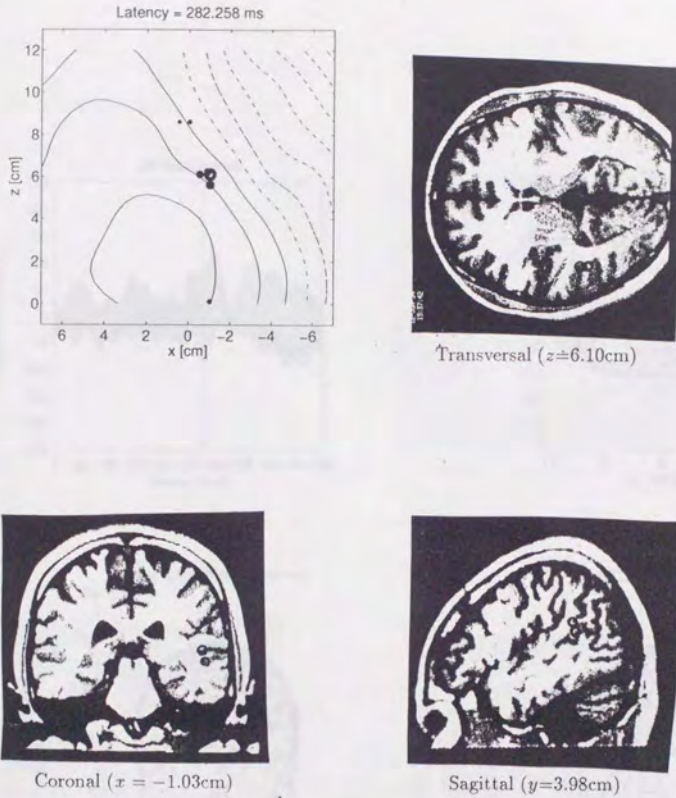 Latency = 282.258 ms
12
10
8
6
4
2
0
z [cm]
6 4 2 0 −2 −4 −6
x [cm]
Transversal (z=6.10cm)
Coronal (x = −1.03cm)
Sagittal (y=3.98cm)